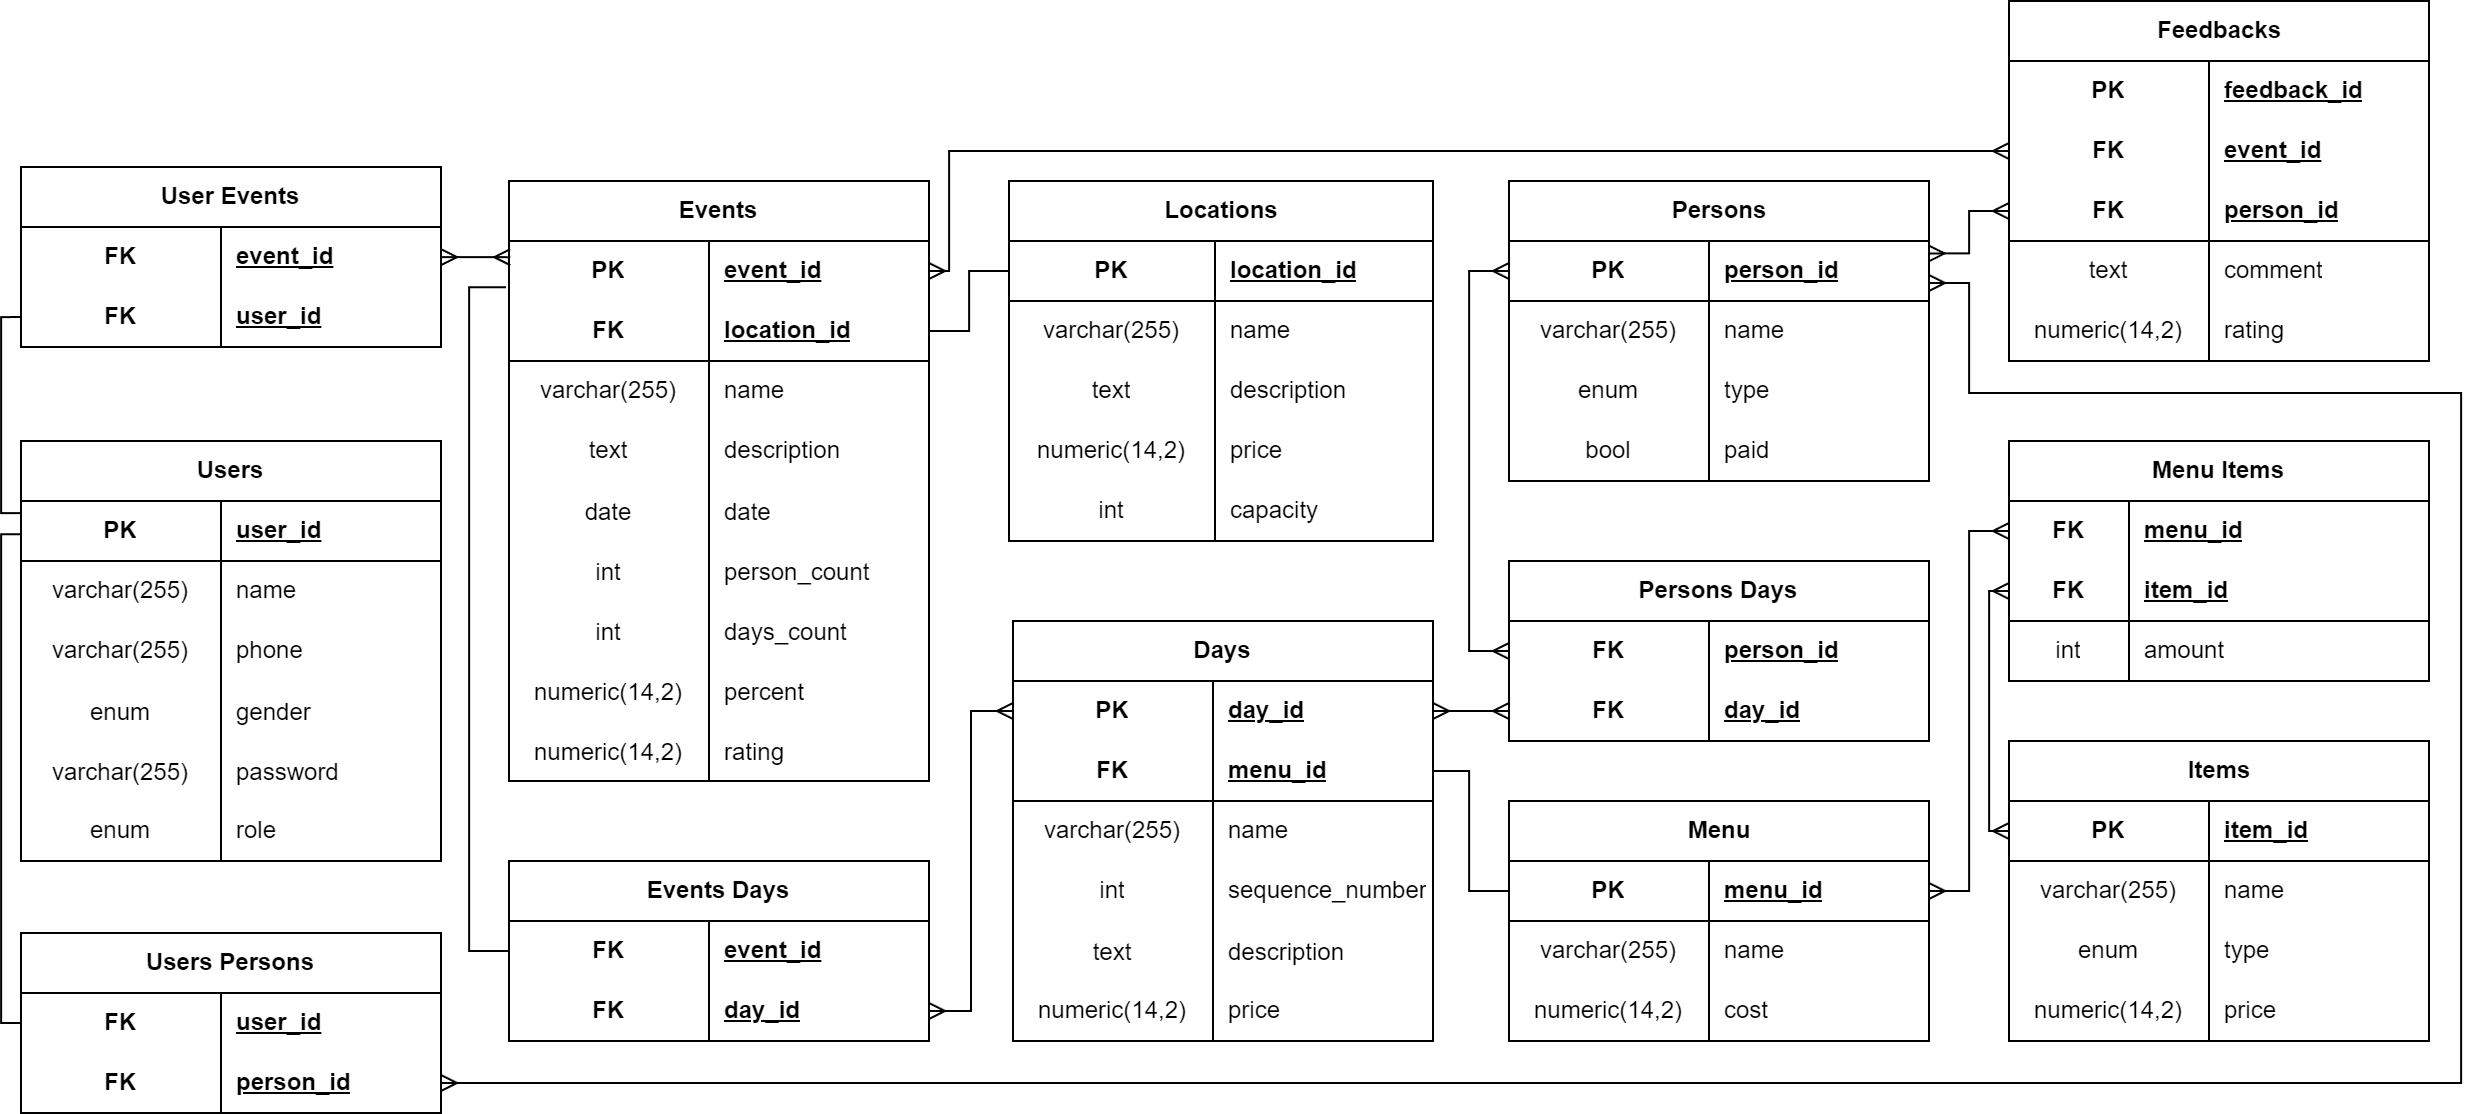 Feedbacks
PK feedback_id
FK event_id
FK person_id
text comment
numeric(14,2) rating
User Events
FK event_id
FK user_id
Events
PK event_id
FK location_id
varchar(255) name
text description
date date
int person_count
int days_count
numeric(14,2) percent
numeric(14,2) rating
Locations
PK location_id
varchar(255) name
text description
numeric(14,2) price
int capacity
Persons
PK person_id
varchar(255) name
enum type
bool paid
Users
PK user_id
varchar(255) name
varchar(255) phone
enum gender
varchar(255) password
enum role
Menu Items
FK menu_id
FK item_id
int amount
Persons Days
FK person_id
FK day_id
Days
PK day_id
FK menu_id
varchar(255) name
int sequence_number
text description
numeric(14,2) price
Items
PK item_id
varchar(255) name
enum type
numeric(14,2) price
Menu
PK menu_id
varchar(255) name
numeric(14,2) cost
Events Days
FK event_id
FK day_id
Users Persons
FK user_id
FK person_id